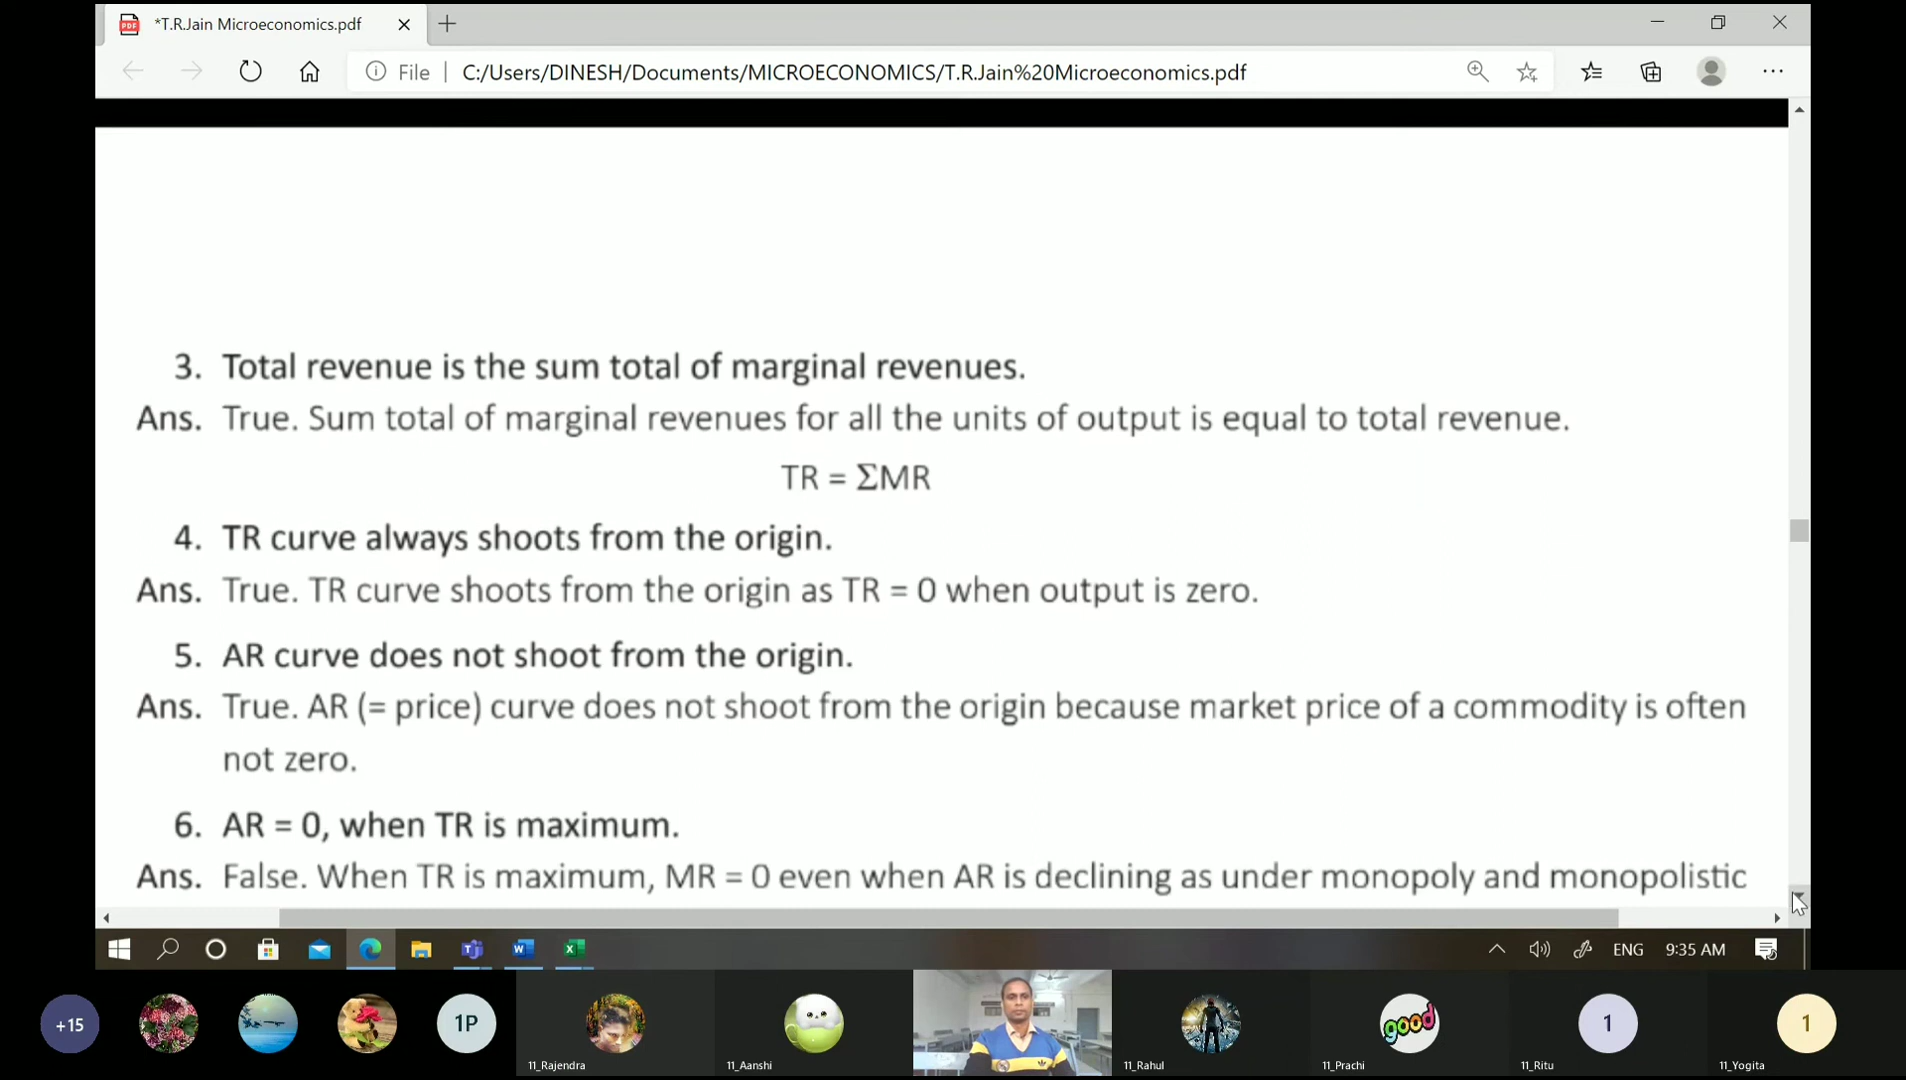 *T.R.Jain Microeconomics.pdf
File | C:/Users/DINESH/Documents/MICROECONOMICS/T.R.Jain%20Microeconomics.pdf
3. Total revenue is the sum total of marginal revenues.
Ans. True. Sum total of marginal revenues for all the units of output is equal to total revenue.
TR = ΣMR
4. TR curve always shoots from the origin.
Ans. True. TR curve shoots from the origin as TR = 0 when output is zero.
5. AR curve does not shoot from the origin.
Ans. True. AR (= price) curve does not shoot from the origin because market price of a commodity is often
not zero.
6. AR = 0, when TR is maximum.
Ans. False. When TR is maximum, MR = 0 even when AR is declining as under monopoly and monopolistic
ENG 9:35 AM
+15 1P good 1 1
11_Rajendra 11_Aanshi 11_Rahul 11_Prachi 11_Ritu 11_Yogita